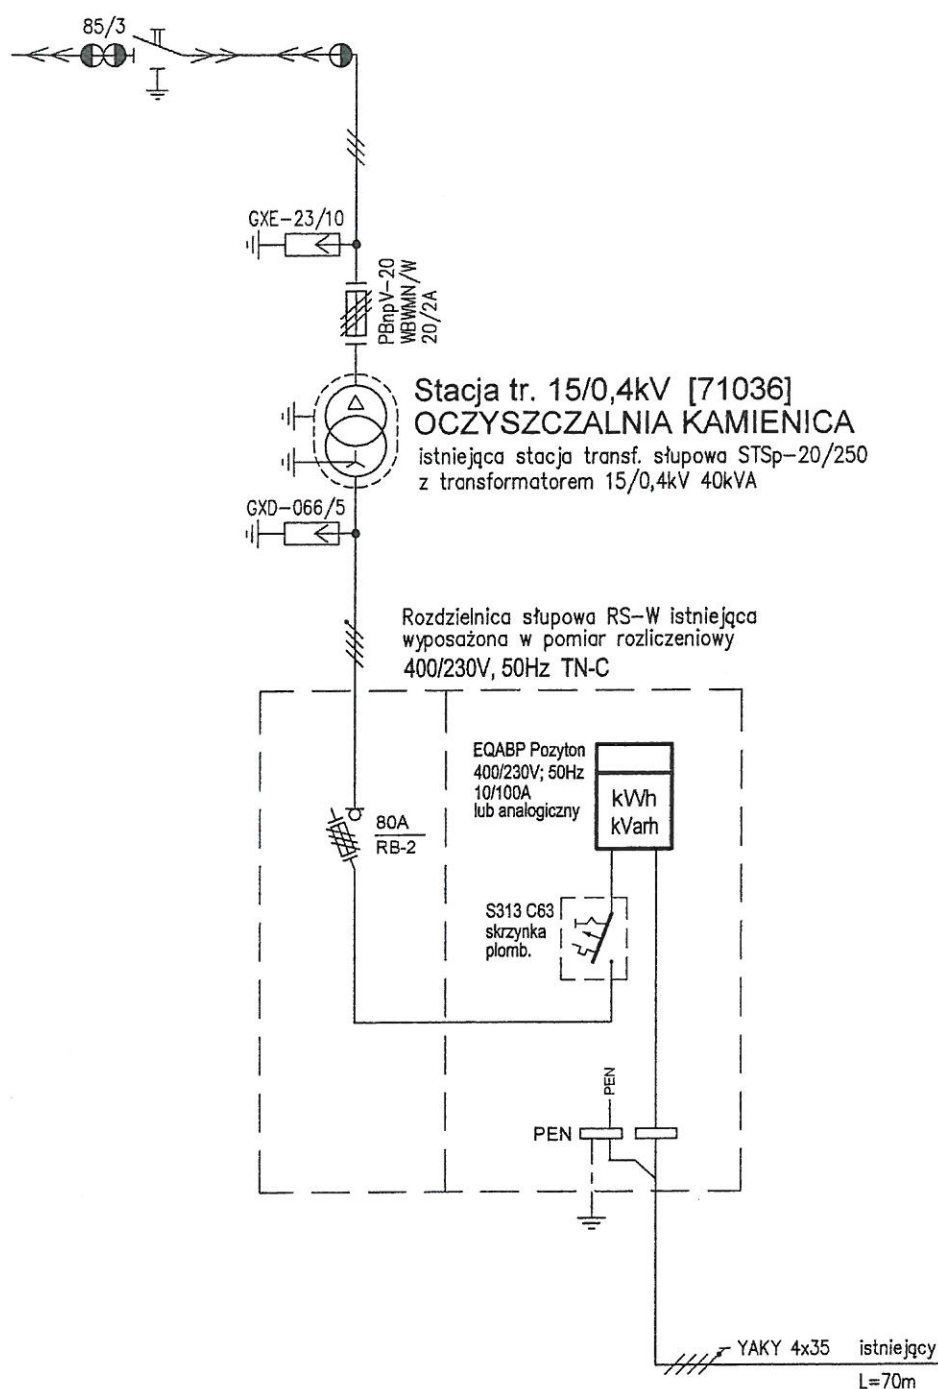 85/3
GXE-23/10
PBnpV-20
WBWMN/W
20/2A
Stacja tr. 15/0,4kV [71036]
OCZYSZCZALNIA KAMIENICA
istniejąca stacja transf. słupowa STSp-20/250
z transformatorem 15/0,4kV 40kVA
GXD-066/5
Rozdzielnica słupowa RS-W istniejąca
wyposażona w pomiar rozliczeniowy
400/230V, 50Hz TN-C
EQABP Pozyton
400/230V; 50Hz
10/100A
lub analogiczny
kWh
kVarh
80A
RB-2
S313 C63
skrzynka
plomb.
PEN
PEN
YAKY 4x35 istniejący
L=70m